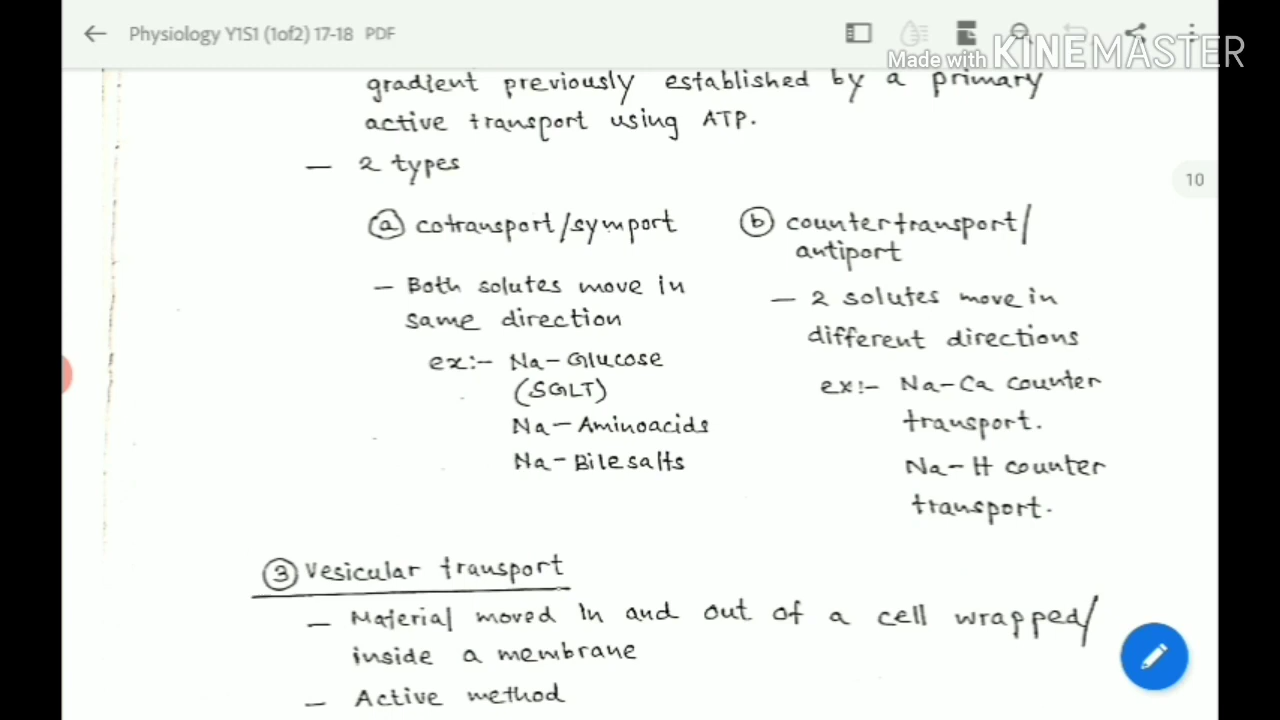 Physiology Y1S1 (1of2) 17-18 PDF
Made with KINEMASTER
gradient previously established by a primary
active transport using ATP.
— 2 types
10
(a) cotransport/symport
— Both solutes move in
same direction
ex:- Na-Glucose
(SGLT)
Na-Aminoacids
Na-Bilesalts
(b) countertransport/
antiport
— 2 solutes move in
different directions
ex:- Na-Ca counter
transport.
Na-H counter
transport.
(3) Vesicular transport
— Material moved in and out of a cell wrapped/
inside a membrane
— Active method